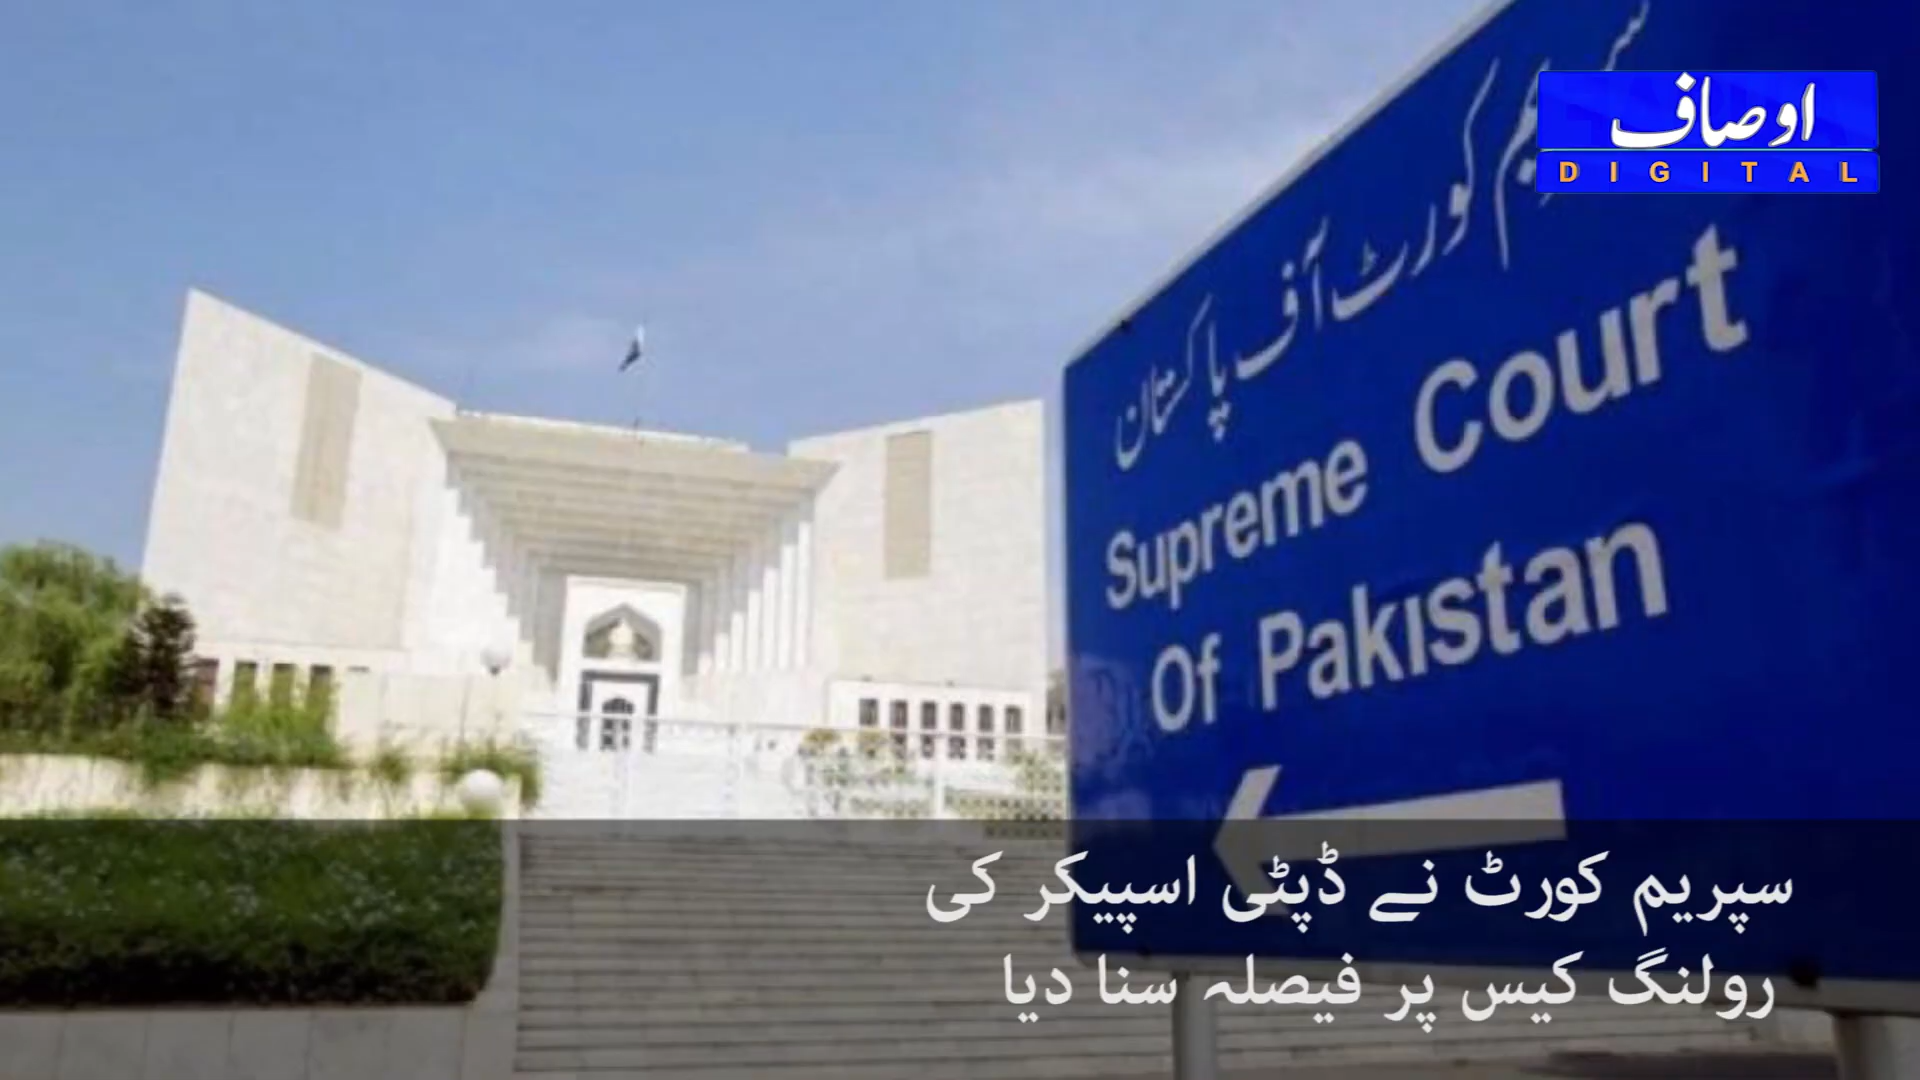 اوصاف
DIGITAL
سپریم کورٹ آف پاکستان
Supreme Court
Of Pakistan
سپریم کورٹ نے ڈپٹی اسپیکر کی
رولنگ کیس پر فیصلہ سنا دیا